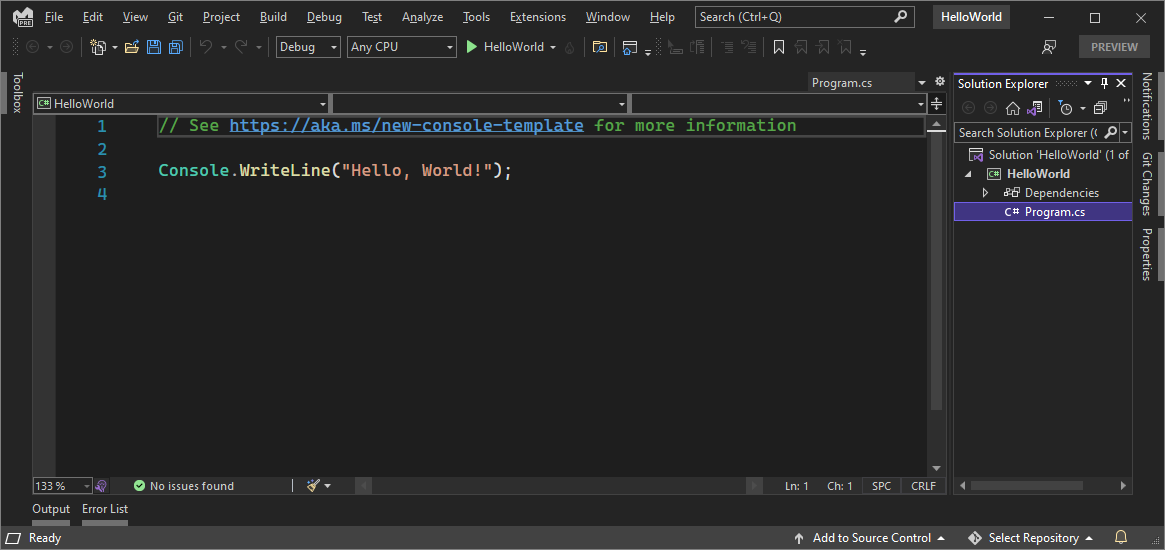 PRE File Edit View Git Project Build Debug Test Analyze Tools Extensions Window Help Search (Ctrl+Q) HelloWorld
Debug Any CPU HelloWorld PREVIEW
Toolbox
Program.cs
HelloWorld
1 // See https://aka.ms/new-console-template for more information
2
3 Console.WriteLine("Hello, World!");
4
133 % No issues found Ln: 1 Ch: 1 SPC CRLF
Solution Explorer
Search Solution Explorer (C
Solution 'HelloWorld' (1 of
C# HelloWorld
Dependencies
C# Program.cs
Notifications
Git Changes
Properties
Output Error List
Ready Add to Source Control Select Repository